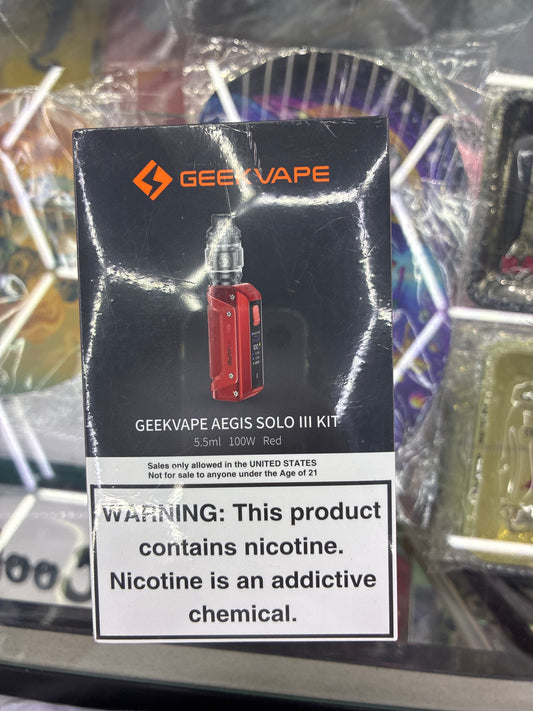 GEEKVAPE
GEEKVAPE AEGIS SOLO III KIT
5.5ml 100W Red
Sales only allowed in the UNITED STATES
Not for sale to anyone under the Age of 21
WARNING: This product
contains nicotine.
Nicotine is an addictive
chemical.